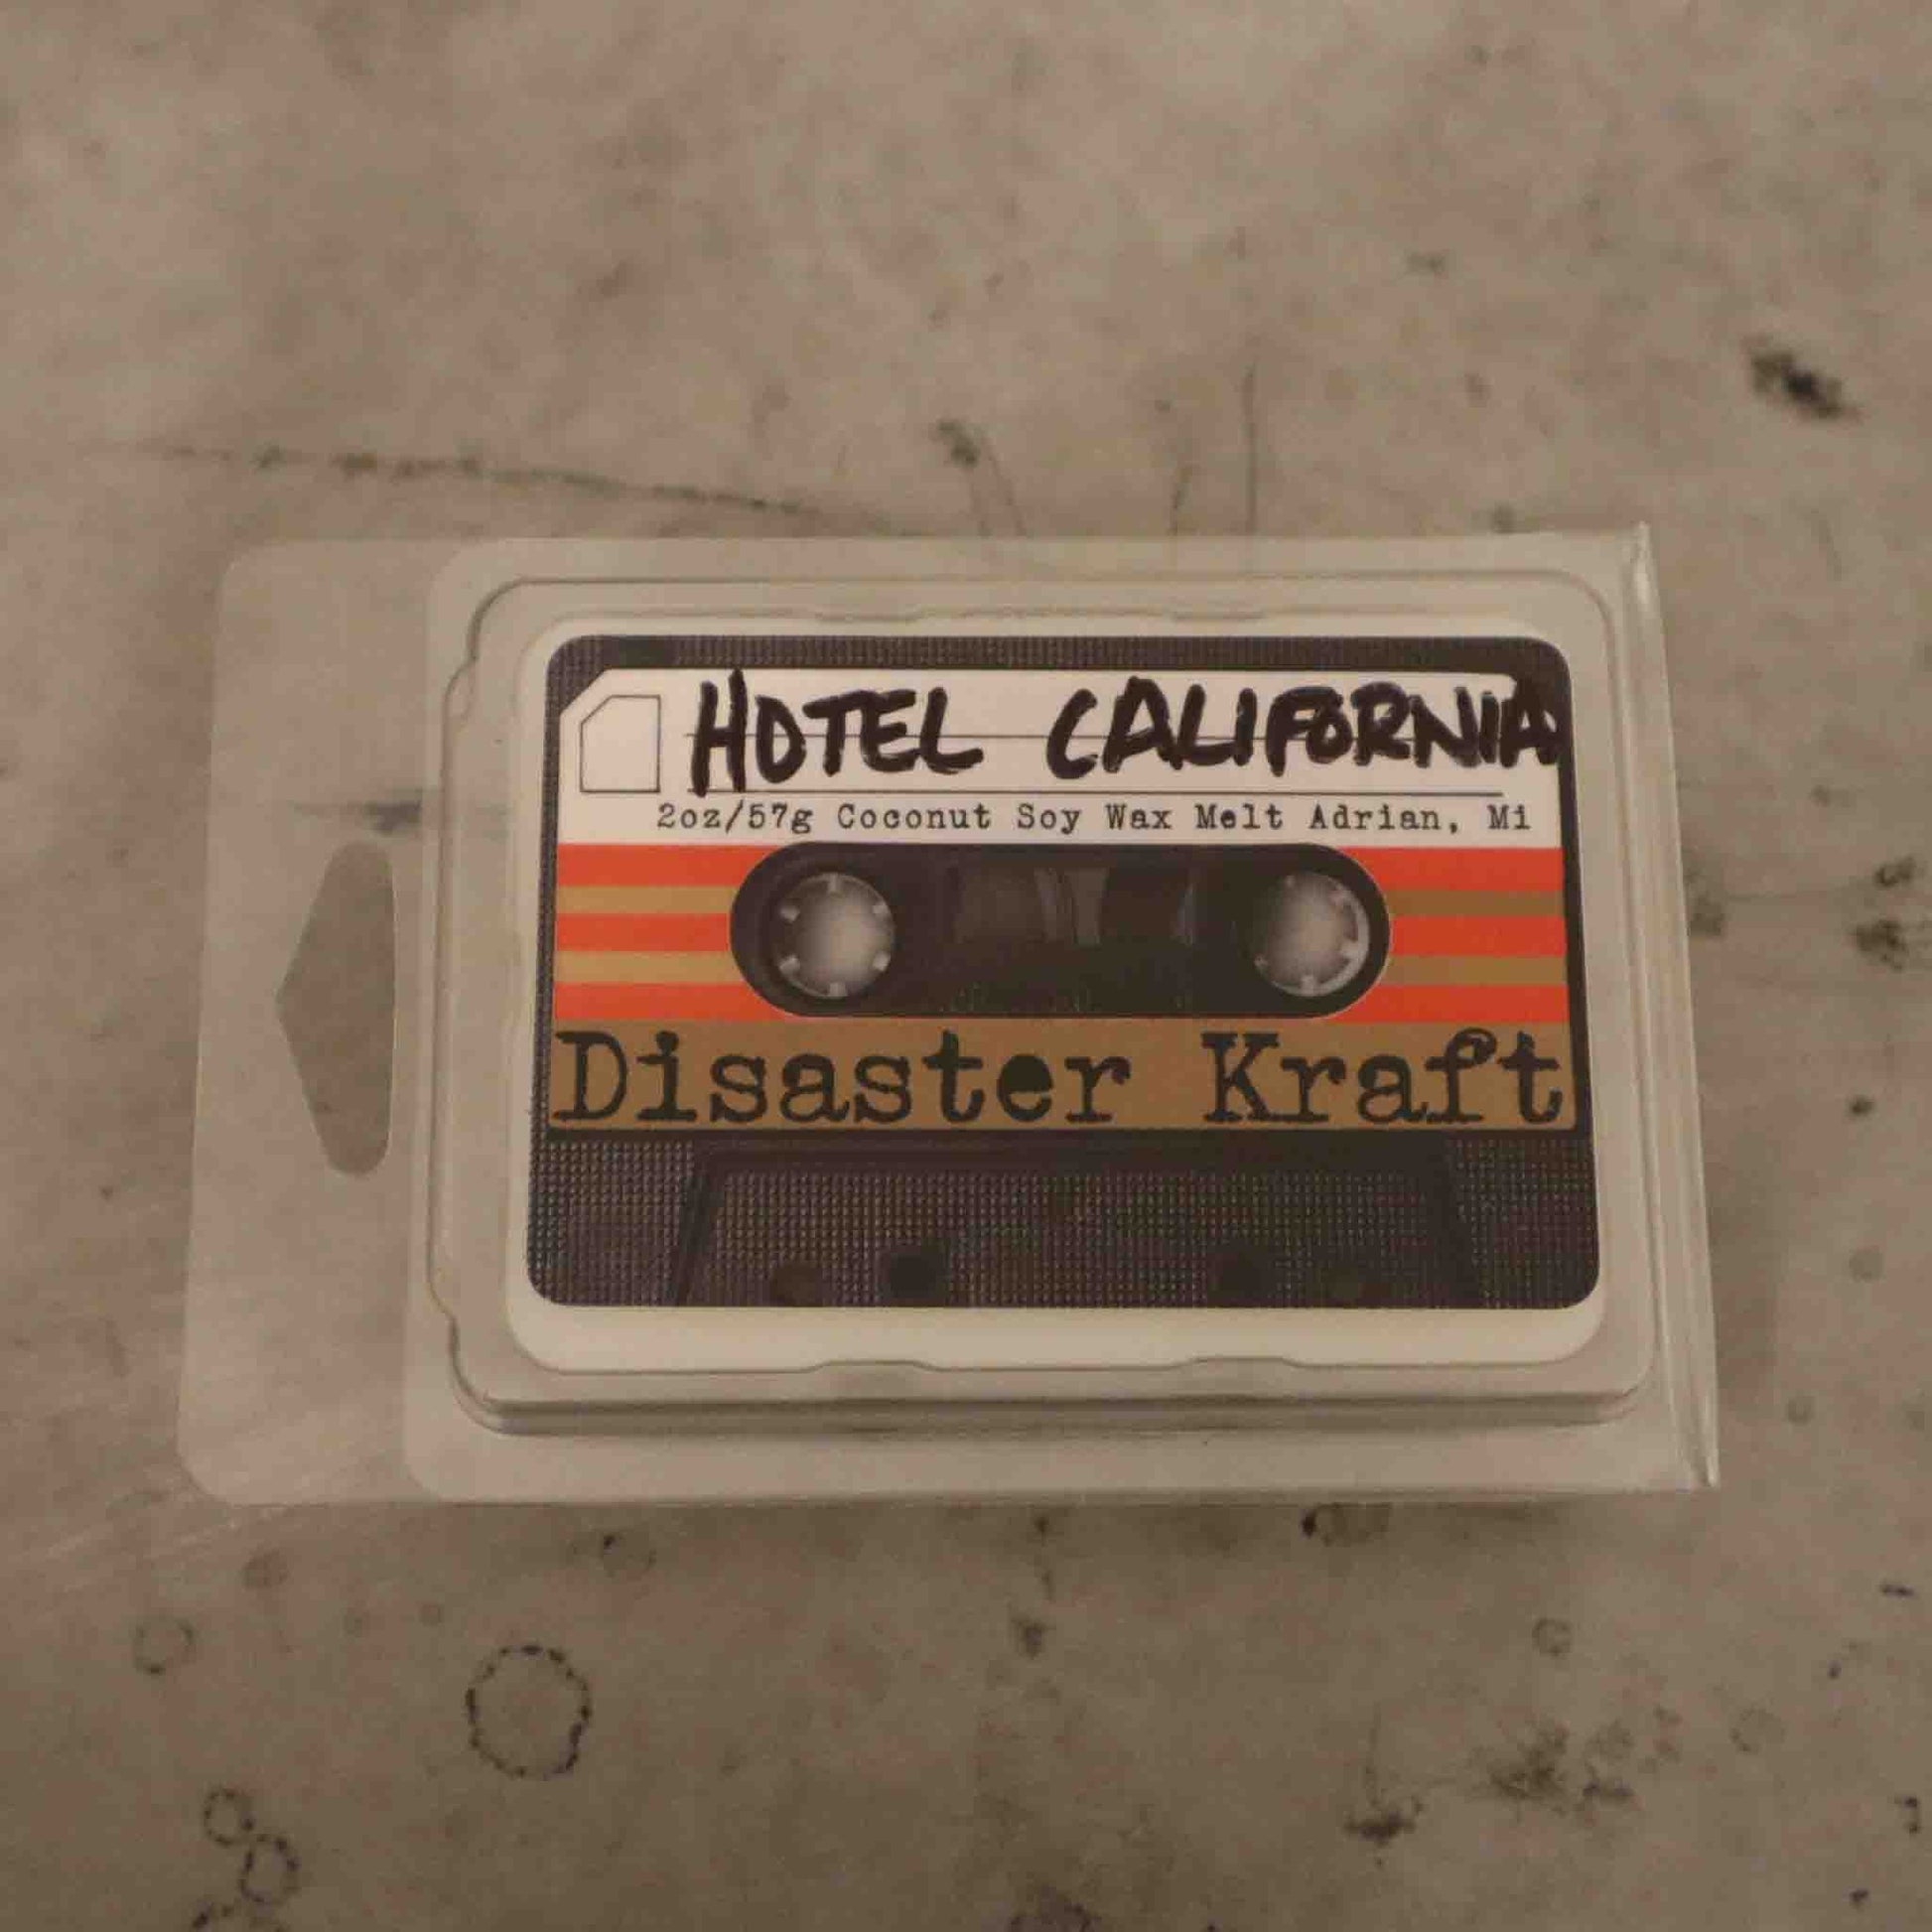 HOTEL CALIFORNIA
2oz/57g Coconut Soy Wax Melt Adrian, Mi
Disaster Kraft